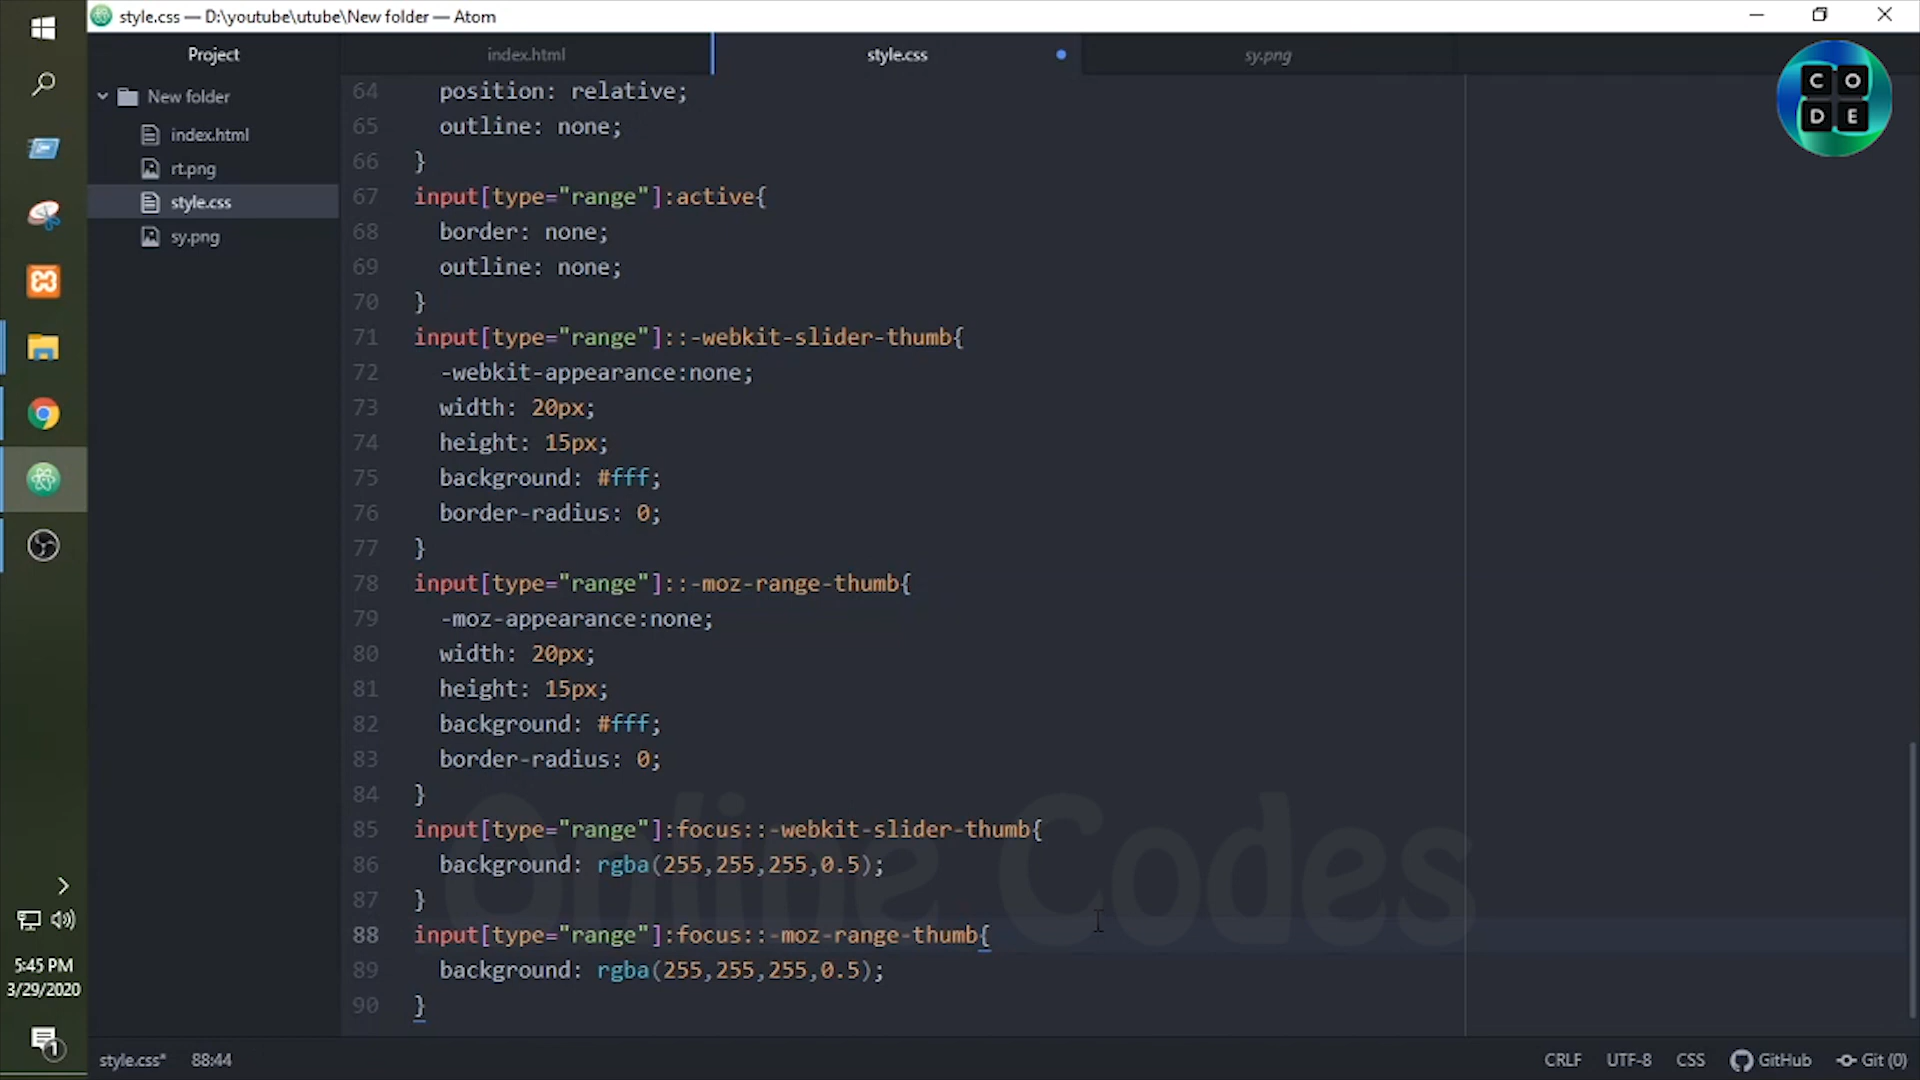 style.css — D:\youtube\utube\New folder — Atom
Project
index.html
style.css
sy.png
C O
D E
New folder
index.html
rt.png
style.css
sy.png
64 position: relative;
65 outline: none;
66 }
67 input[type="range"]:active{
68 border: none;
69 outline: none;
70 }
71 input[type="range"]::-webkit-slider-thumb{
72 -webkit-appearance:none;
73 width: 20px;
74 height: 15px;
75 background: #fff;
76 border-radius: 0;
77 }
78 input[type="range"]::-moz-range-thumb{
79 -moz-appearance:none;
80 width: 20px;
81 height: 15px;
82 background: #fff;
83 border-radius: 0;
84 }
85 input[type="range"]:focus::-webkit-slider-thumb{
86 background: rgba(255,255,255,0.5);
87 }
88 input[type="range"]:focus::-moz-range-thumb{
89 background: rgba(255,255,255,0.5);
90 }
Online Codes
5:45 PM
3/29/2020
1
style.css* 88:44
CRLF UTF-8 CSS GitHub Git (0)